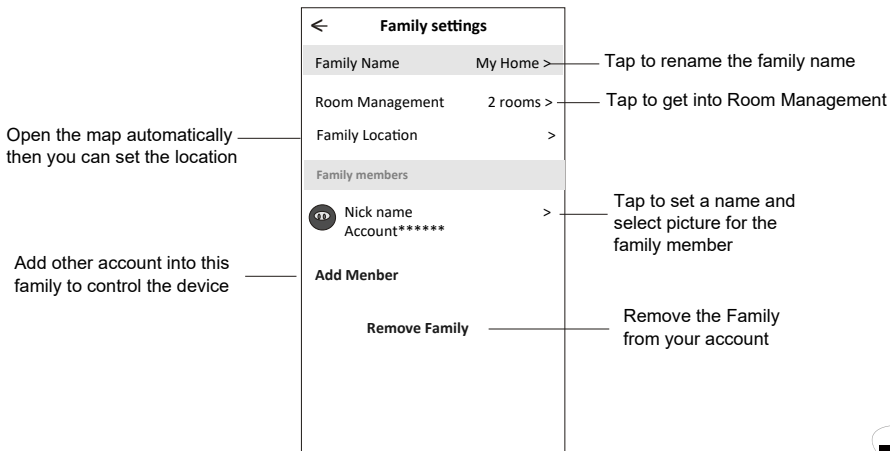 Family settings
Family Name My Home >
Tap to rename the family name
Room Management 2 rooms >
Tap to get into Room Management
Open the map automatically
then you can set the location
Family Location >
Family members
Nick name >
Account******
Tap to set a name and
select picture for the
family member
Add other account into this
family to control the device
Add Menber
Remove Family
Remove the Family
from your account